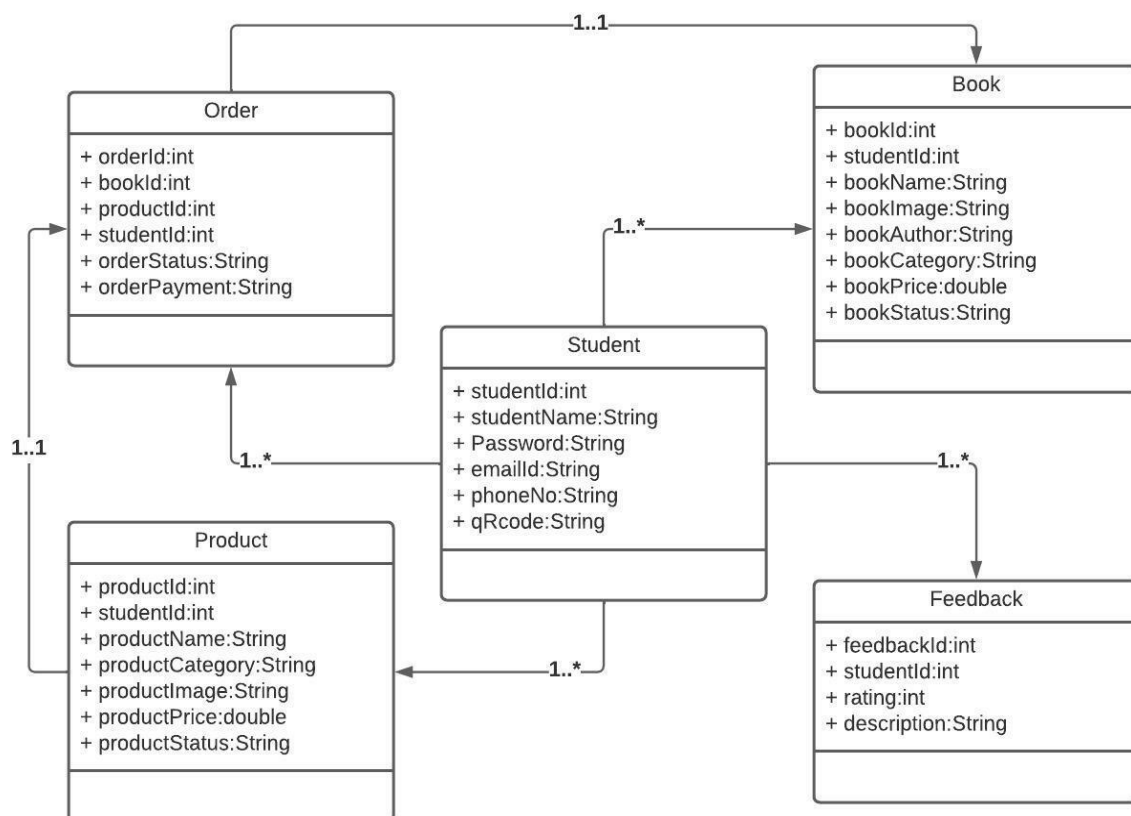 1..1
Order
+ orderId:int
+ bookId:int
+ productId:int
+ studentId:int
+ orderStatus:String
+ orderPayment:String
Book
+ bookId:int
+ studentId:int
+ bookName:String
+ bookImage:String
+ bookAuthor:String
+ bookCategory:String
+ bookPrice:double
+ bookStatus:String
1..*
Student
+ studentId:int
+ studentName:String
+ Password:String
+ emailId:String
+ phoneNo:String
+ qRcode:String
1..1
1..*
1..*
Product
+ productId:int
+ studentId:int
+ productName:String
+ productCategory:String
+ productImage:String
+ productPrice:double
+ productStatus:String
1..*
Feedback
+ feedbackId:int
+ studentId:int
+ rating:int
+ description:String